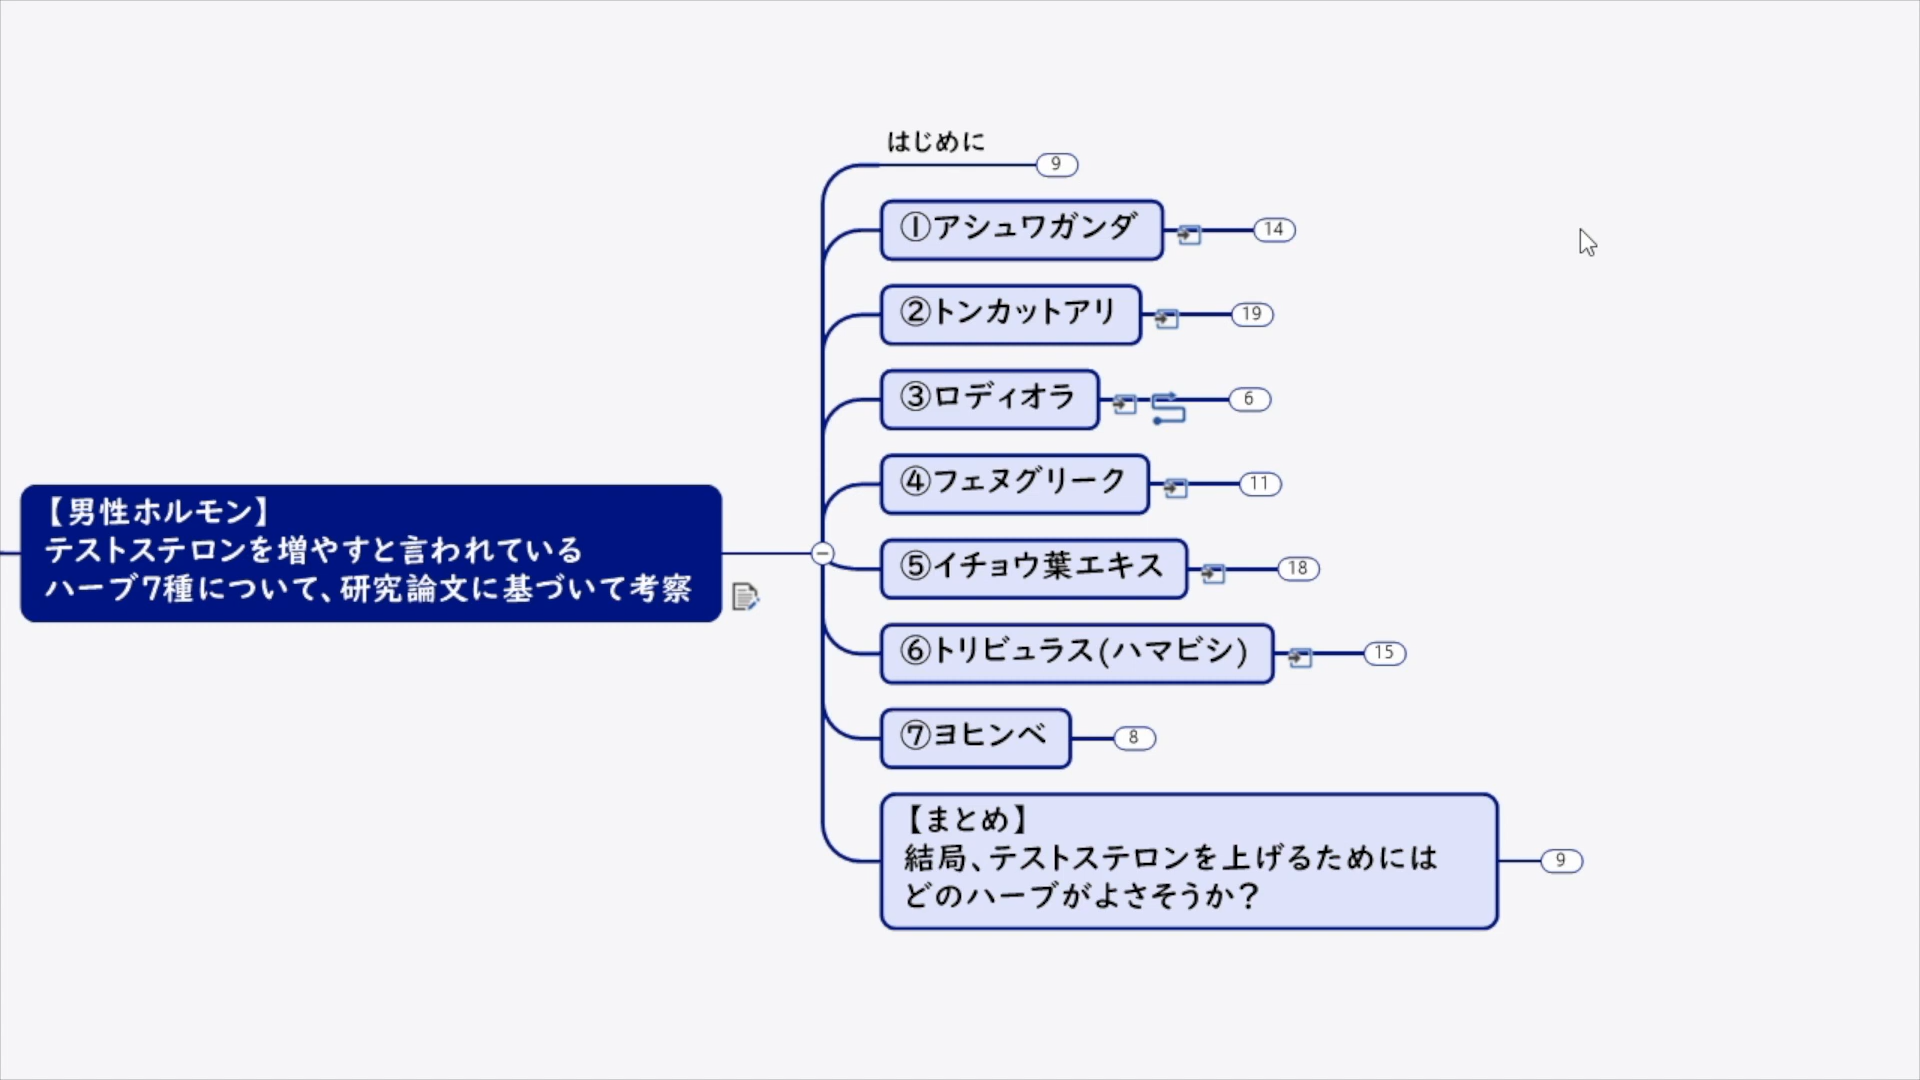 【男性ホルモン】
テストステロンを増やすと言われている
ハーブ7種について、研究論文に基づいて考察
はじめに
9
①アシュワガンダ
14
②トンカットアリ
19
③ロディオラ
6
④フェヌグリーク
11
⑤イチョウ葉エキス
18
⑥トリビュラス(ハマビシ)
15
⑦ヨヒンベ
8
【まとめ】
結局、テストステロンを上げるためには
どのハーブがよさそうか?
9